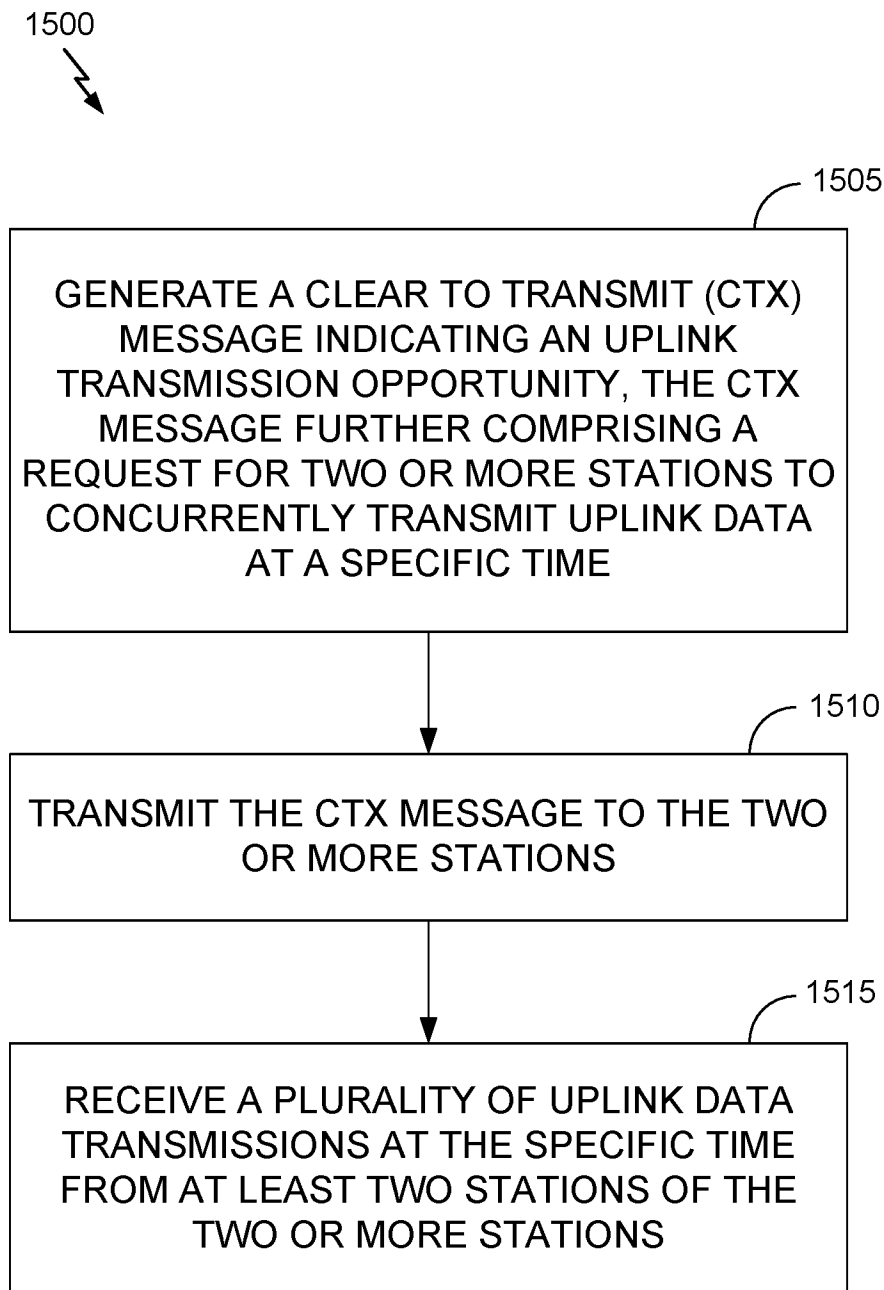 1500
1505
GENERATE A CLEAR TO TRANSMIT (CTX)
MESSAGE INDICATING AN UPLINK
TRANSMISSION OPPORTUNITY, THE CTX
MESSAGE FURTHER COMPRISING A
REQUEST FOR TWO OR MORE STATIONS TO
CONCURRENTLY TRANSMIT UPLINK DATA
AT A SPECIFIC TIME
1510
TRANSMIT THE CTX MESSAGE TO THE TWO
OR MORE STATIONS
1515
RECEIVE A PLURALITY OF UPLINK DATA
TRANSMISSIONS AT THE SPECIFIC TIME
FROM AT LEAST TWO STATIONS OF THE
TWO OR MORE STATIONS